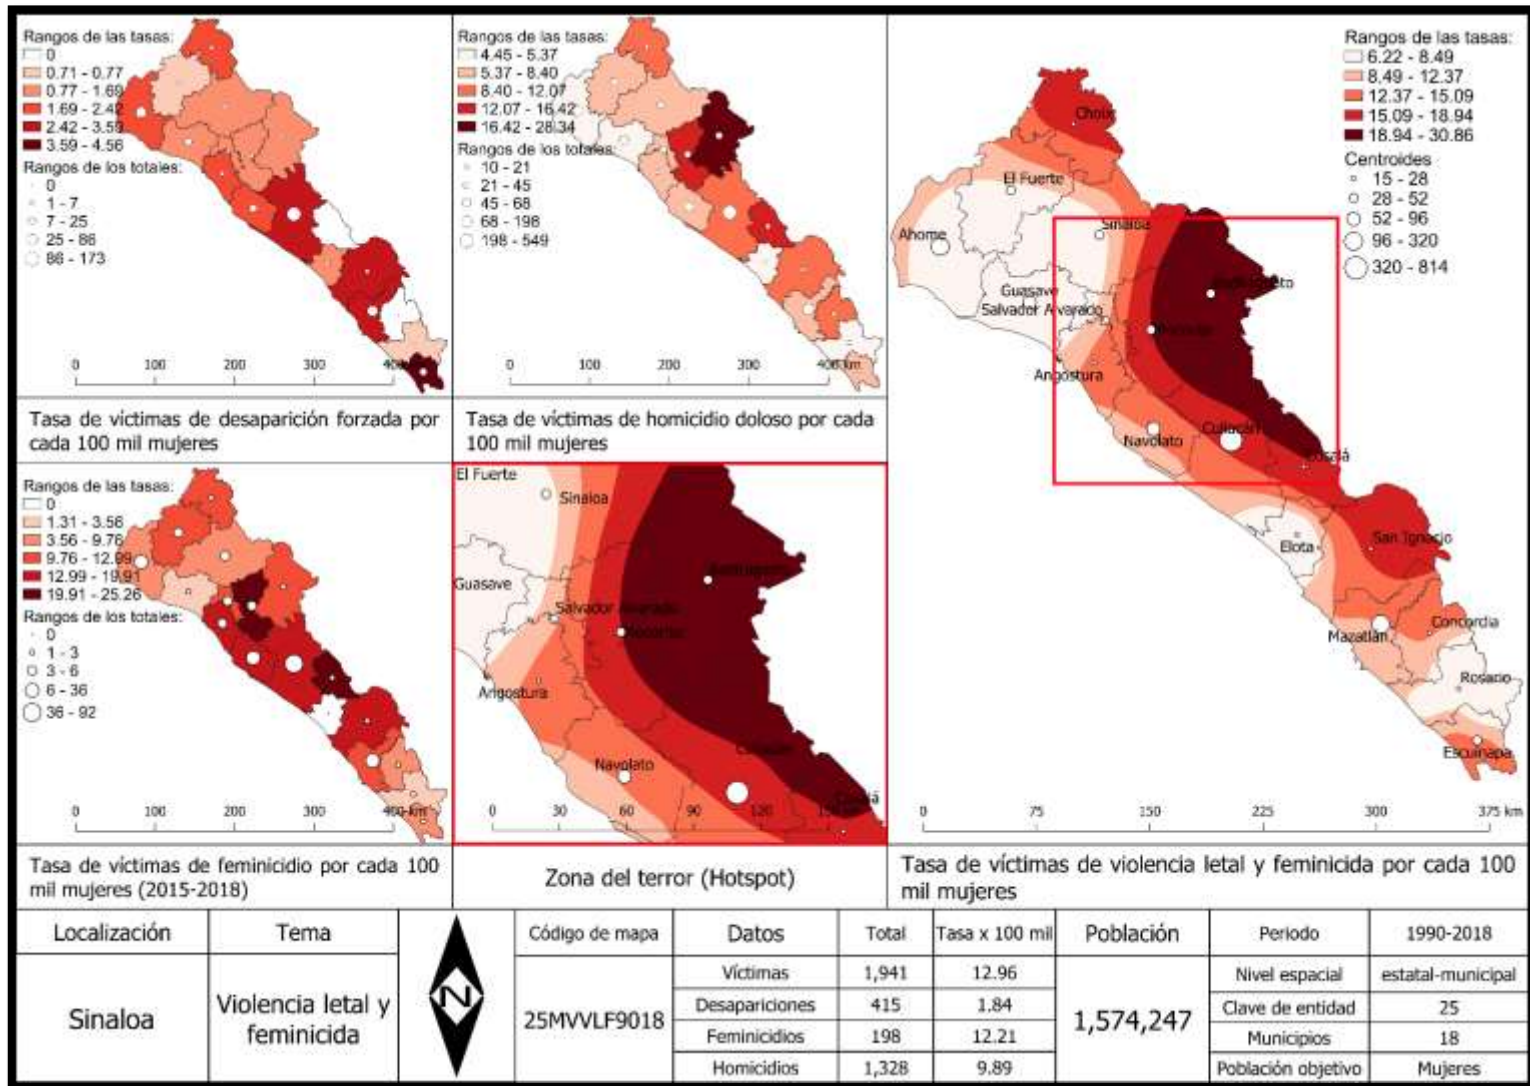 Rangos de las tasas:
0
0.71 - 0.77
0.77 - 1.69
1.69 - 2.42
2.42 - 3.59
3.59 - 4.56
Rangos de los totales:
0
1 - 7
7 - 25
25 - 86
86 - 173
0 100 200 300 400 km
Tasa de víctimas de desaparición forzada por
cada 100 mil mujeres
Rangos de las tasas:
4.45 - 5.37
5.37 - 8.40
8.40 - 12.07
12.07 - 16.42
16.42 - 28.34
Rangos de los totales:
10 - 21
21 - 45
45 - 68
68 - 198
198 - 549
0 100 200 300 400 km
Tasa de víctimas de homicidio doloso por cada
100 mil mujeres
Rangos de las tasas:
6.22 - 8.49
8.49 - 12.37
12.37 - 15.09
15.09 - 18.94
18.94 - 30.86
Centroides
15 - 28
28 - 52
52 - 96
96 - 320
320 - 814
Choix
El Fuerte
Sinaloa
Ahome
Guasave
Salvador Alvarado
Angostura
Navolato
Culiacán
Cosalá
San Ignacio
Elota
Concordia
Mazatlán
Rosario
Escuinapa
0 75 150 225 300 375 km
Tasa de víctimas de violencia letal y feminicida por cada 100
mil mujeres
Rangos de las tasas:
0
1.31 - 3.56
3.56 - 9.76
9.76 - 12.99
12.99 - 19.91
19.91 - 25.26
Rangos de los totales:
0
1 - 3
3 - 6
6 - 36
36 - 92
0 100 200 300 400 km
Tasa de víctimas de feminicidio por cada 100
mil mujeres (2015-2018)
El Fuerte
Sinaloa
Guasave
Salvador Alvarado
Angostura
Navolato
0 30 60 90 120
Zona del terror (Hotspot)
Localización Tema Código de mapa Datos Total Tasa x 100 mil Población Periodo 1990-2018
Sinaloa
Violencia letal y
feminicida
N
25MVVLF9018
Víctimas 1,941 12.96
Desapariciones 415 1.84
Feminicidios 198 12.21
Homicidios 1,328 9.89
1,574,247
Nivel espacial estatal-municipal
Clave de entidad 25
Municipios 18
Población objetivo Mujeres